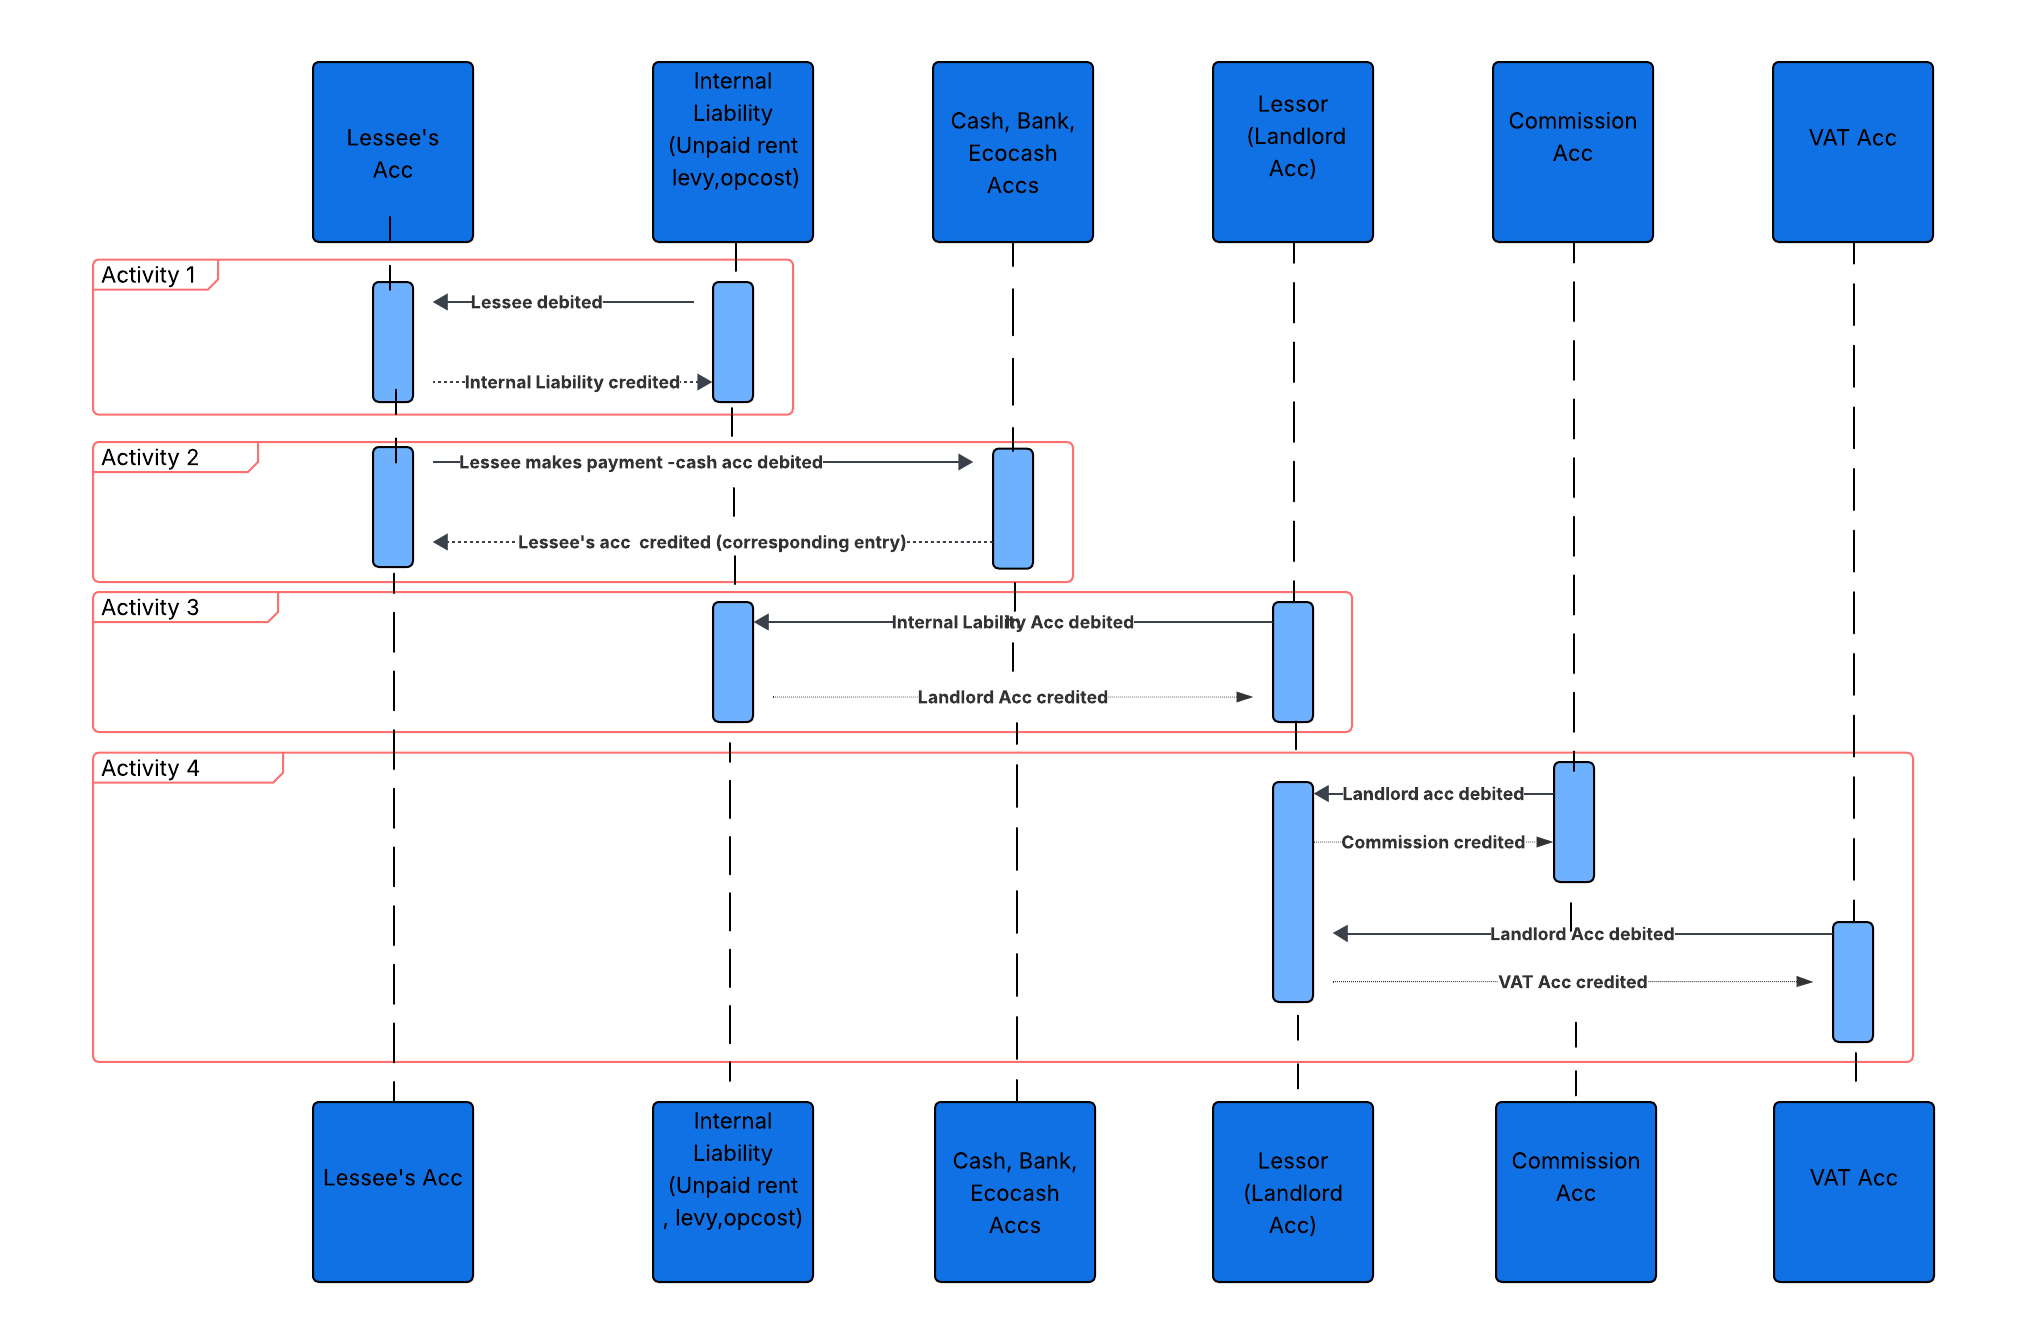 Lessee's
Acc
Internal
Liability
(Unpaid rent
levy,opcost)
Cash, Bank,
Ecocash
Accs
Lessor
(Landlord
Acc)
Commission
Acc
VAT Acc
Activity 1
Lessee debited
Internal Liability credited
Activity 2
Lessee makes payment -cash acc debited
Lessee's acc  credited (corresponding entry)
Activity 3
Internal Lability Acc debited
Landlord Acc credited
Activity 4
Landlord acc debited
Commission credited
Landlord Acc debited
VAT Acc credited
Lessee's Acc
Internal
Liability
(Unpaid rent
, levy,opcost)
Cash, Bank,
Ecocash
Accs
Lessor
(Landlord
Acc)
Commission
Acc
VAT Acc